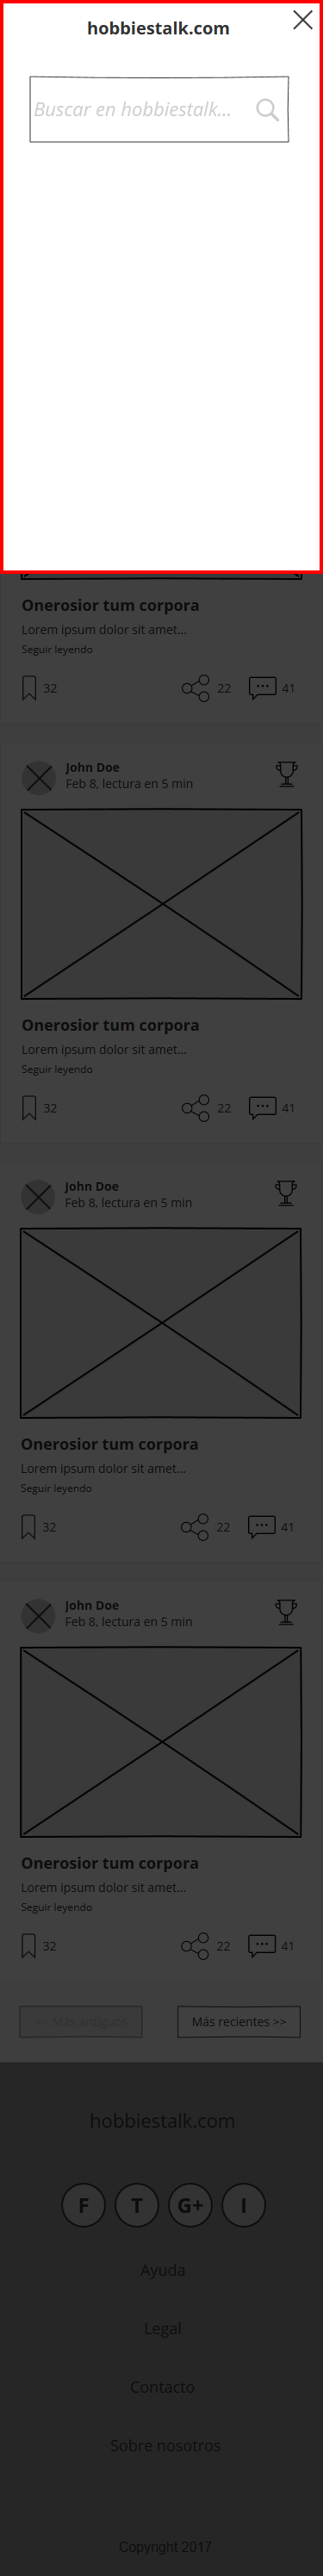 hobbiestalk.com
Buscar en hobbiestalk...
Onerosior tum corpora
Lorem ipsum dolor sit amet...
Seguir leyendo
32 22 41
John Doe
Feb 8, lectura en 5 min
Onerosior tum corpora
Lorem ipsum dolor sit amet...
Seguir leyendo
32 22 41
John Doe
Feb 8, lectura en 5 min
Onerosior tum corpora
Lorem ipsum dolor sit amet...
Seguir leyendo
32 22 41
John Doe
Feb 8, lectura en 5 min
Onerosior tum corpora
Lorem ipsum dolor sit amet...
Seguir leyendo
32 22 41
<< Más antiguos Más recientes >>
hobbiestalk.com
F T G+ I
Ayuda
Legal
Contacto
Sobre nosotros
Copyright 2017